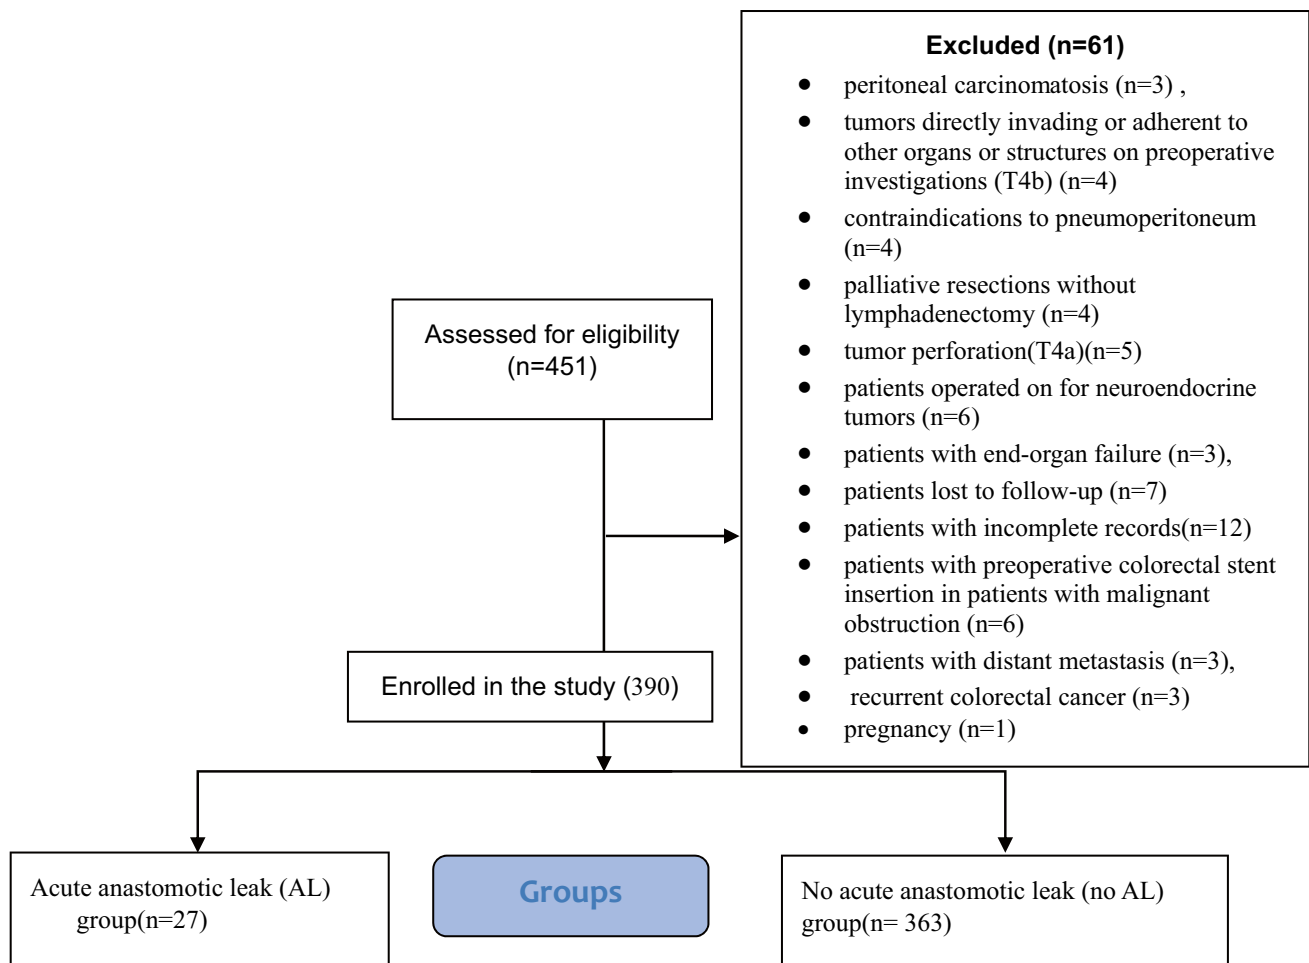 Excluded (n=61)
• peritoneal carcinomatosis (n=3) ,
• tumors directly invading or adherent to
other organs or structures on preoperative
investigations (T4b) (n=4)
• contraindications to pneumoperitoneum
(n=4)
• palliative resections without
lymphadenectomy (n=4)
• tumor perforation(T4a)(n=5)
• patients operated on for neuroendocrine
tumors (n=6)
• patients with end-organ failure (n=3),
• patients lost to follow-up (n=7)
• patients with incomplete records(n=12)
• patients with preoperative colorectal stent
insertion in patients with malignant
obstruction (n=6)
• patients with distant metastasis (n=3),
• recurrent colorectal cancer (n=3)
• pregnancy (n=1)
Assessed for eligibility
(n=451)
Enrolled in the study (390)
Acute anastomotic leak (AL)
group(n=27)
Groups
No acute anastomotic leak (no AL)
group(n= 363)